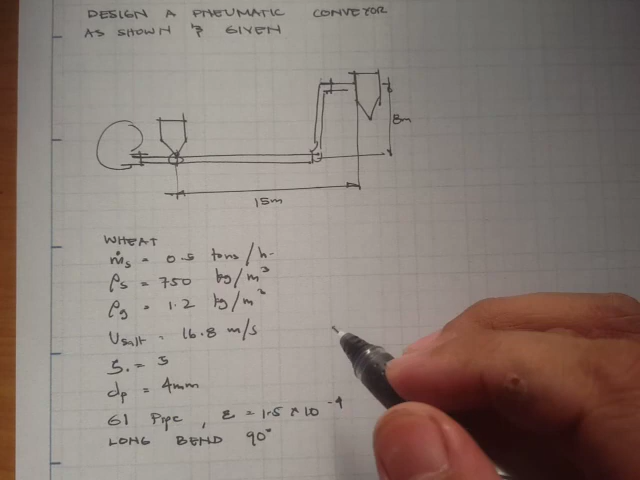 DESIGN A PNEUMATIC CONVEYOR
AS SHOWN & GIVEN
8m
15m
WHEAT
ṁs = 0.5 tons/h
ρs = 750 kg/m³
ρg = 1.2 kg/m³
Usalt = 16.8 m/s
dp = 4mm
GI Pipe, ε = 1.5 x 10⁻⁴
LONG BEND 90°